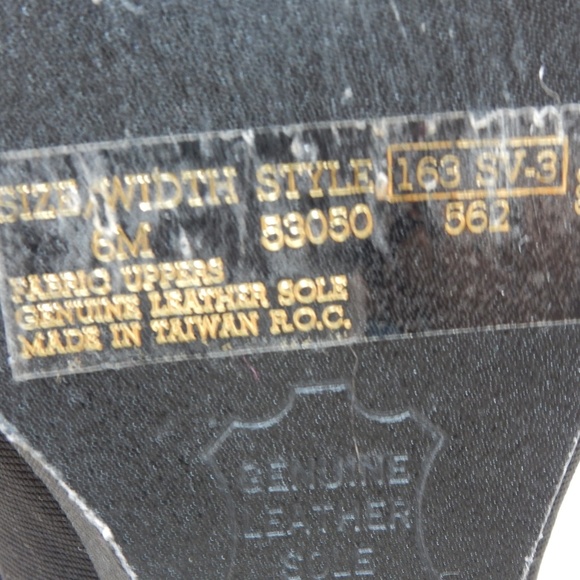 SIZE/WIDTH STYLE 163 SV-3
6M 53050 562
FABRIC UPPERS
GENUINE LEATHER SOLE
MADE IN TAIWAN R.O.C.
GENUINE
LEATHER
SOLE